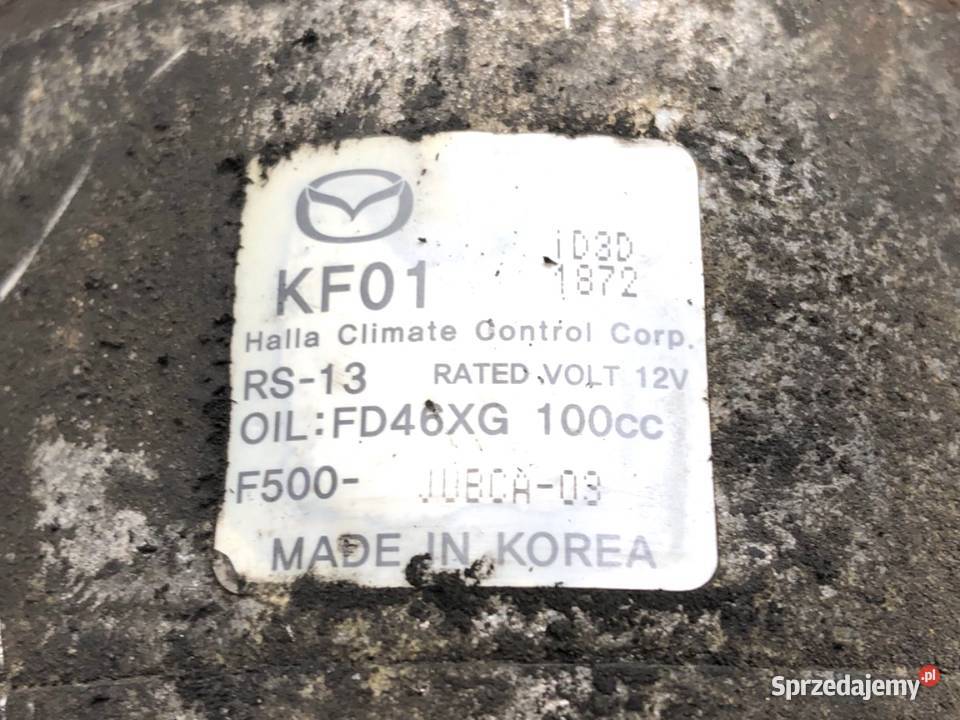 1D3D
KF01 1872
Halla Climate Control Corp.
RS-13 RATED VOLT 12V
OIL:FD46XG 100cc
F500- JUBCA-09
MADE IN KOREA
Sprzedajemy.pl